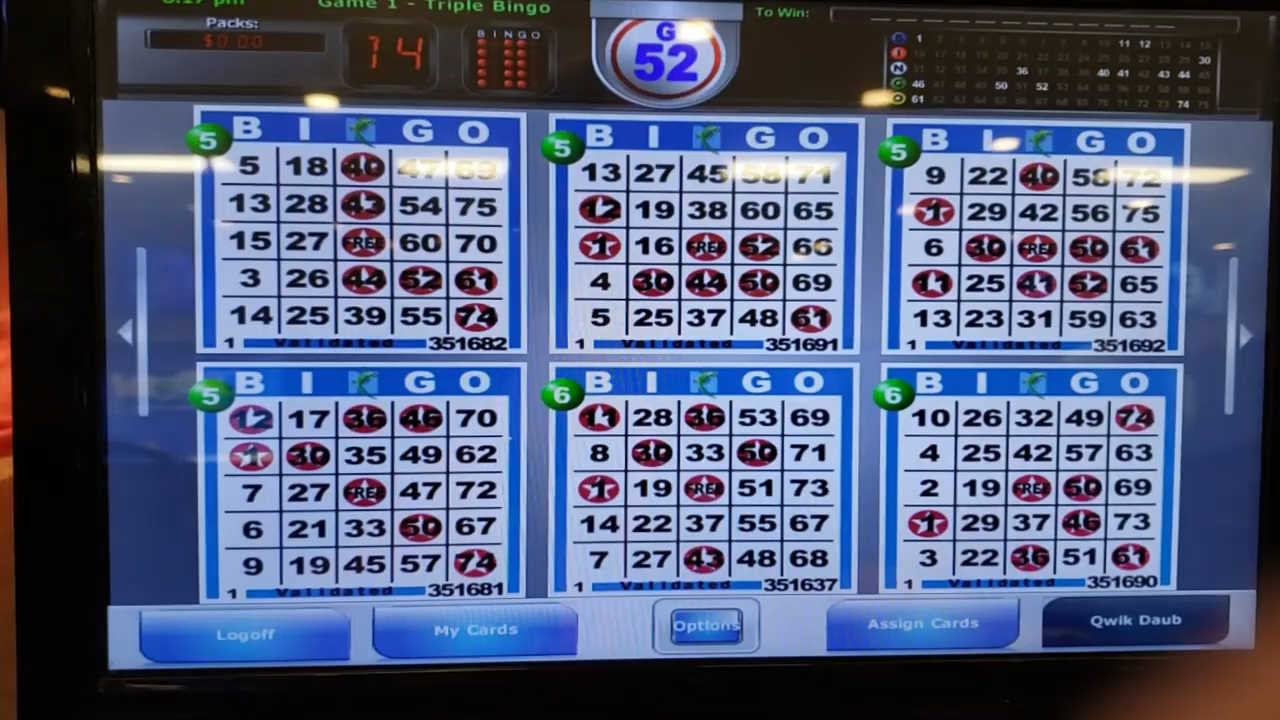 6:17 pm
Game 1 - Triple Bingo
To Win:
Packs:
$0.00
14
B I N G O
G
52
1 11 12
30
36 40 41 43 44
46 50 52
61 74
5 B I G O
5 18 40 47 69
13 28 43 54 75
15 27 FREE 60 70
3 26 44 52 61
14 25 39 55 74
1 Validated 351682
5 B I G O
13 27 45 58 71
12 19 38 60 65
1 16 FREE 52 66
4 30 44 50 69
5 25 37 48 61
1 Validated 351691
5 B I G O
9 22 40 58 72
1 29 42 56 75
6 30 FREE 50 61
11 25 41 52 65
13 23 31 59 63
1 Validated 351692
5 B I G O
12 17 36 46 70
1 30 35 49 62
7 27 FREE 47 72
6 21 33 50 67
9 19 45 57 74
1 Validated 351681
6 B I G O
11 28 36 53 69
8 30 33 50 71
1 19 FREE 51 73
14 22 37 55 67
7 27 43 48 68
1 Validated 351637
6 B I G O
10 26 32 49 74
4 25 42 57 63
2 19 FREE 50 69
1 29 37 46 73
3 22 36 51 61
1 Validated 351690
Logoff
My Cards
Options
Assign Cards
Qwik Daub